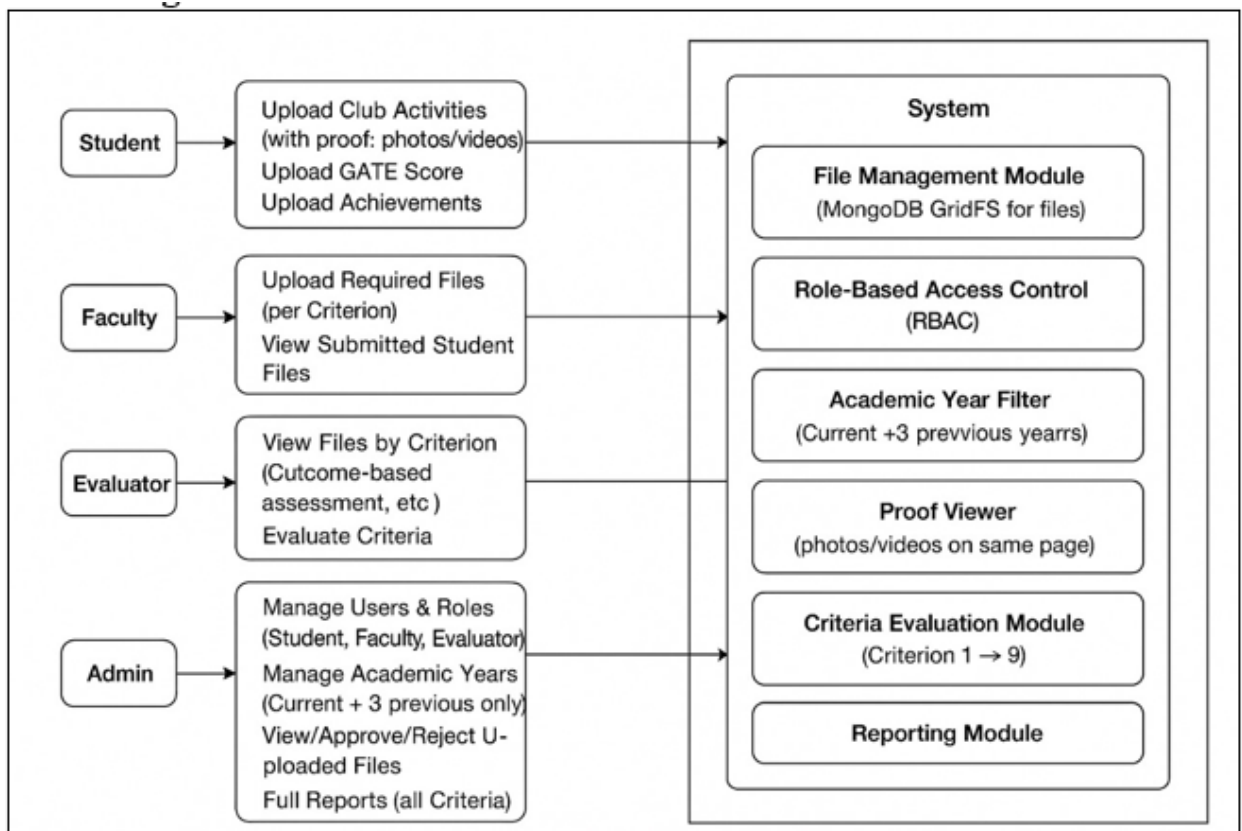 Student
Upload Club Activities
(with proof: photos/videos)
Upload GATE Score
Upload Achievements
Faculty
Upload Required Files
(per Criterion)
View Submitted Student
Files
Evaluator
View Files by Criterion
(Cutcome-based
assessment, etc )
Evaluate Criteria
Admin
Manage Users & Roles
(Student, Faculty, Evaluator)
Manage Academic Years
(Current + 3 previous only)
View/Approve/Reject U-
ploaded Files
Full Reports (all Criteria)
System
File Management Module
(MongoDB GridFS for files)
Role-Based Access Control
(RBAC)
Academic Year Filter
(Current +3 prevvious yearrs)
Proof Viewer
(photos/videos on same page)
Criteria Evaluation Module
(Criterion 1 → 9)
Reporting Module